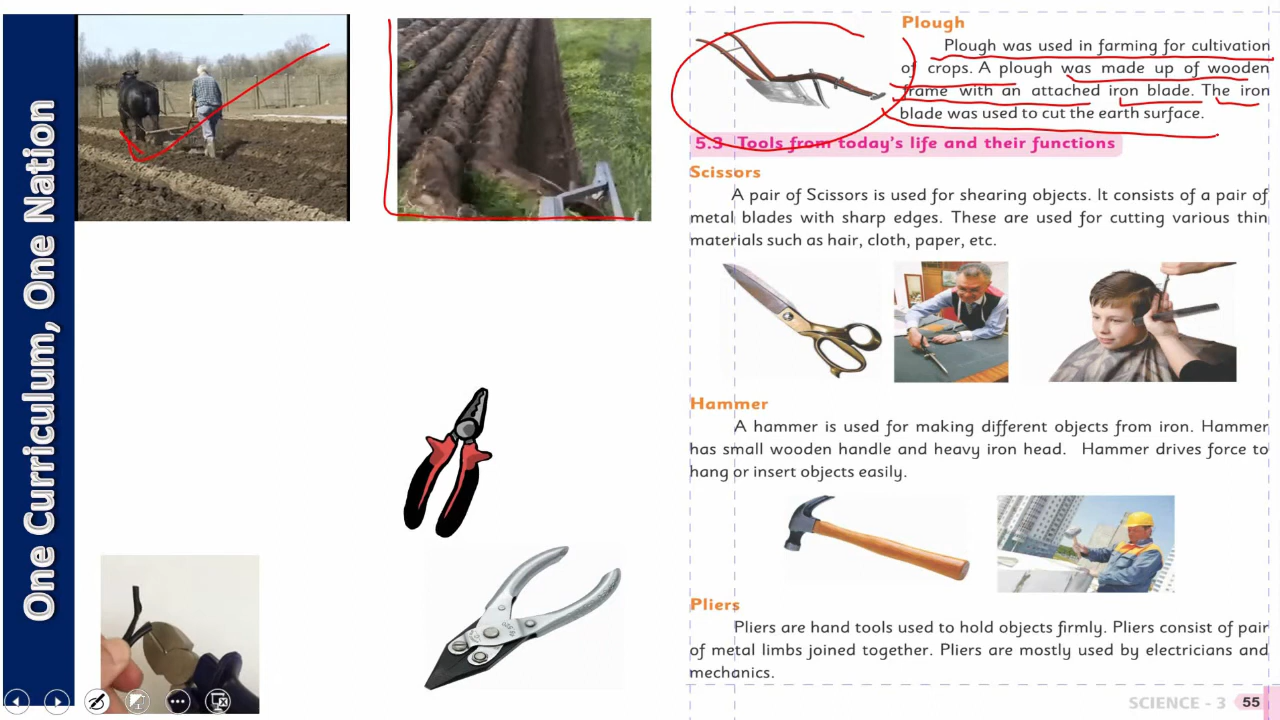 One Curriculum, One Nation
Plough
Plough was used in farming for cultivation
of crops. A plough was made up of wooden
frame with an attached iron blade. The iron
blade was used to cut the earth surface.
5.3 Tools from today's life and their functions
Scissors
A pair of Scissors is used for shearing objects. It consists of a pair of
metal blades with sharp edges. These are used for cutting various thin
materials such as hair, cloth, paper, etc.
Hammer
A hammer is used for making different objects from iron. Hammer
has small wooden handle and heavy iron head. Hammer drives force to
hang or insert objects easily.
Pliers
Pliers are hand tools used to hold objects firmly. Pliers consist of pair
of metal limbs joined together. Pliers are mostly used by electricians and
mechanics.
SCIENCE - 3 55